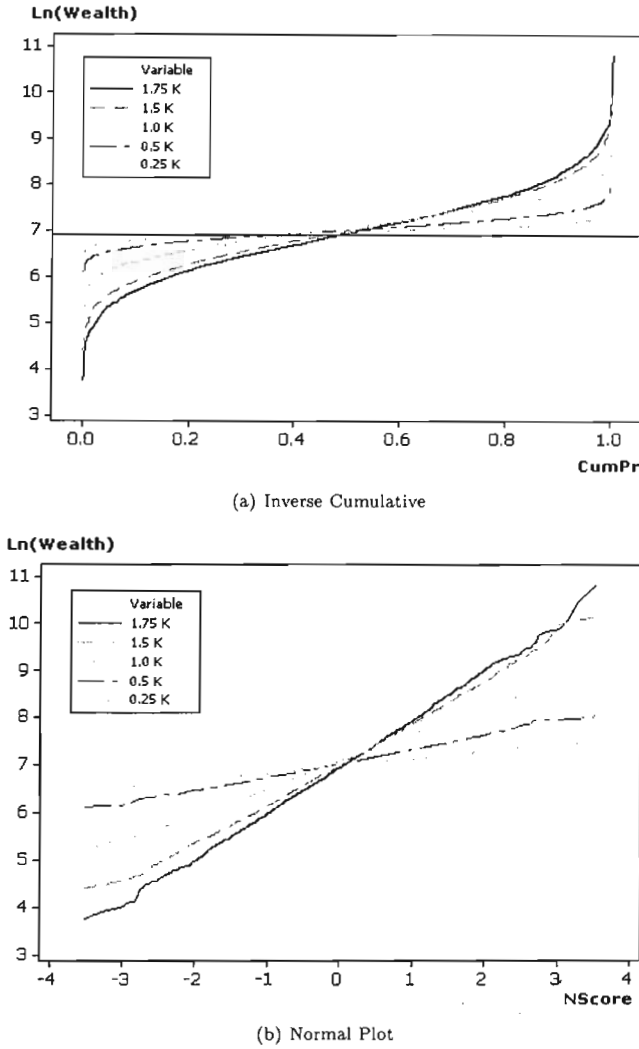 Ln(Wealth)
11
10
9
8
7
6
5
4
3
Variable
1.75 K
1.5 K
1.0 K
0.5 K
0.25 K
0.0 0.2 0.4 0.6 0.8 1.0
CumPr
(a) Inverse Cumulative
Ln(Wealth)
11
10
9
8
7
6
5
4
3
Variable
1.75 K
1.5 K
1.0 K
0.5 K
0.25 K
-4 -3 -2 -1 0 1 2 3 4
NScore
(b) Normal Plot